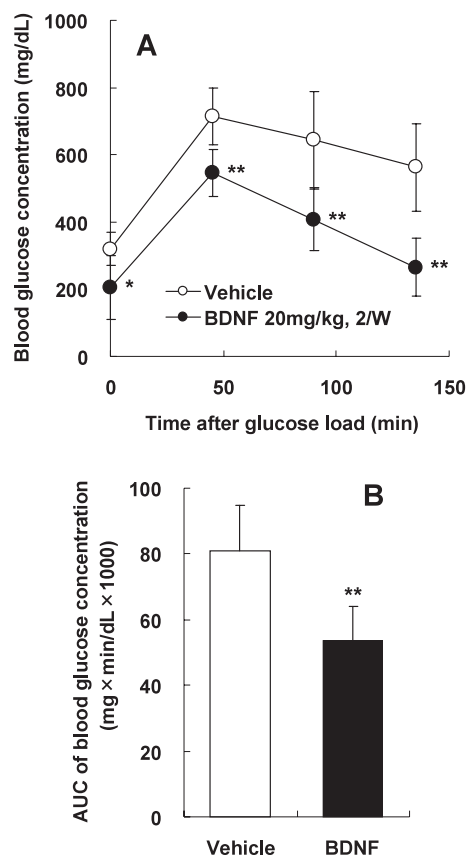 A
Blood glucose concentration (mg/dL)
1000
800
600
400
200
0
*
**
**
**
Vehicle
BDNF 20mg/kg, 2/W
0
50
100
150
Time after glucose load (min)
B
AUC of blood glucose concentration
(mg × min/dL × 1000)
100
80
60
40
20
0
**
Vehicle
BDNF